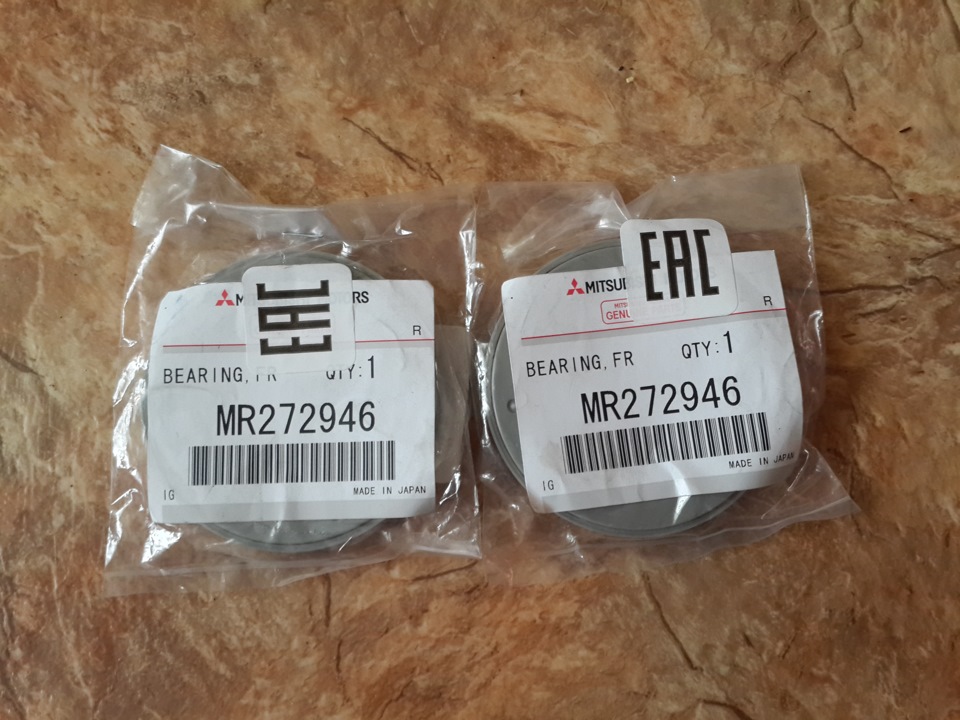 EAC
ORS
R
BEARING, FR QTY:1
MR272946
IG MADE IN JAPAN
EAC
R
BEARING, FR QTY:1
MR272946
IG MADE IN JAPAN